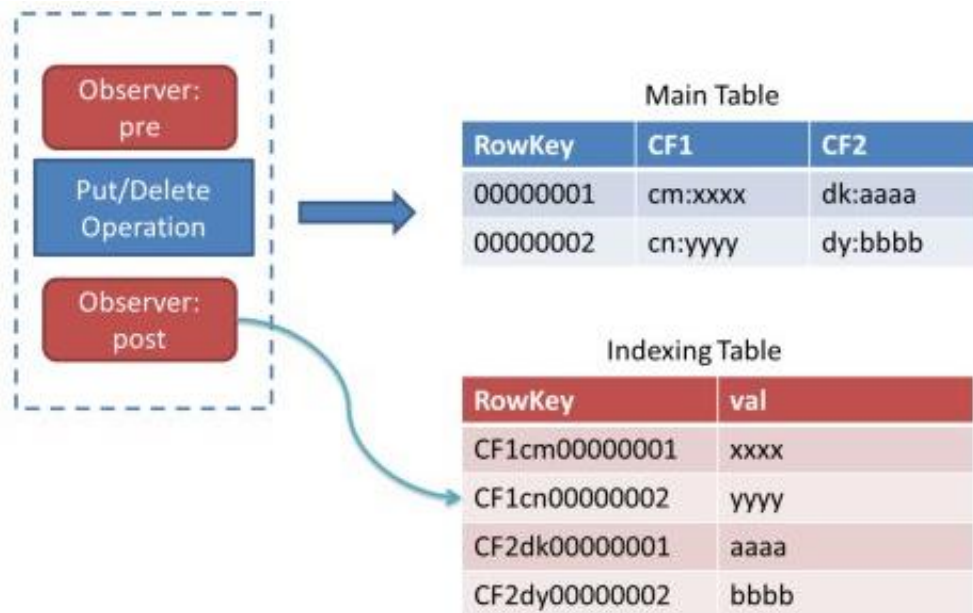 Observer:
pre
Put/Delete
Operation
Observer:
post
Main Table
RowKey CF1 CF2
00000001 cm:xxxx dk:aaaa
00000002 cn:yyyy dy:bbbb
Indexing Table
RowKey val
CF1cm00000001 xxxx
CF1cn00000002 yyyy
CF2dk00000001 aaaa
CF2dy00000002 bbbb